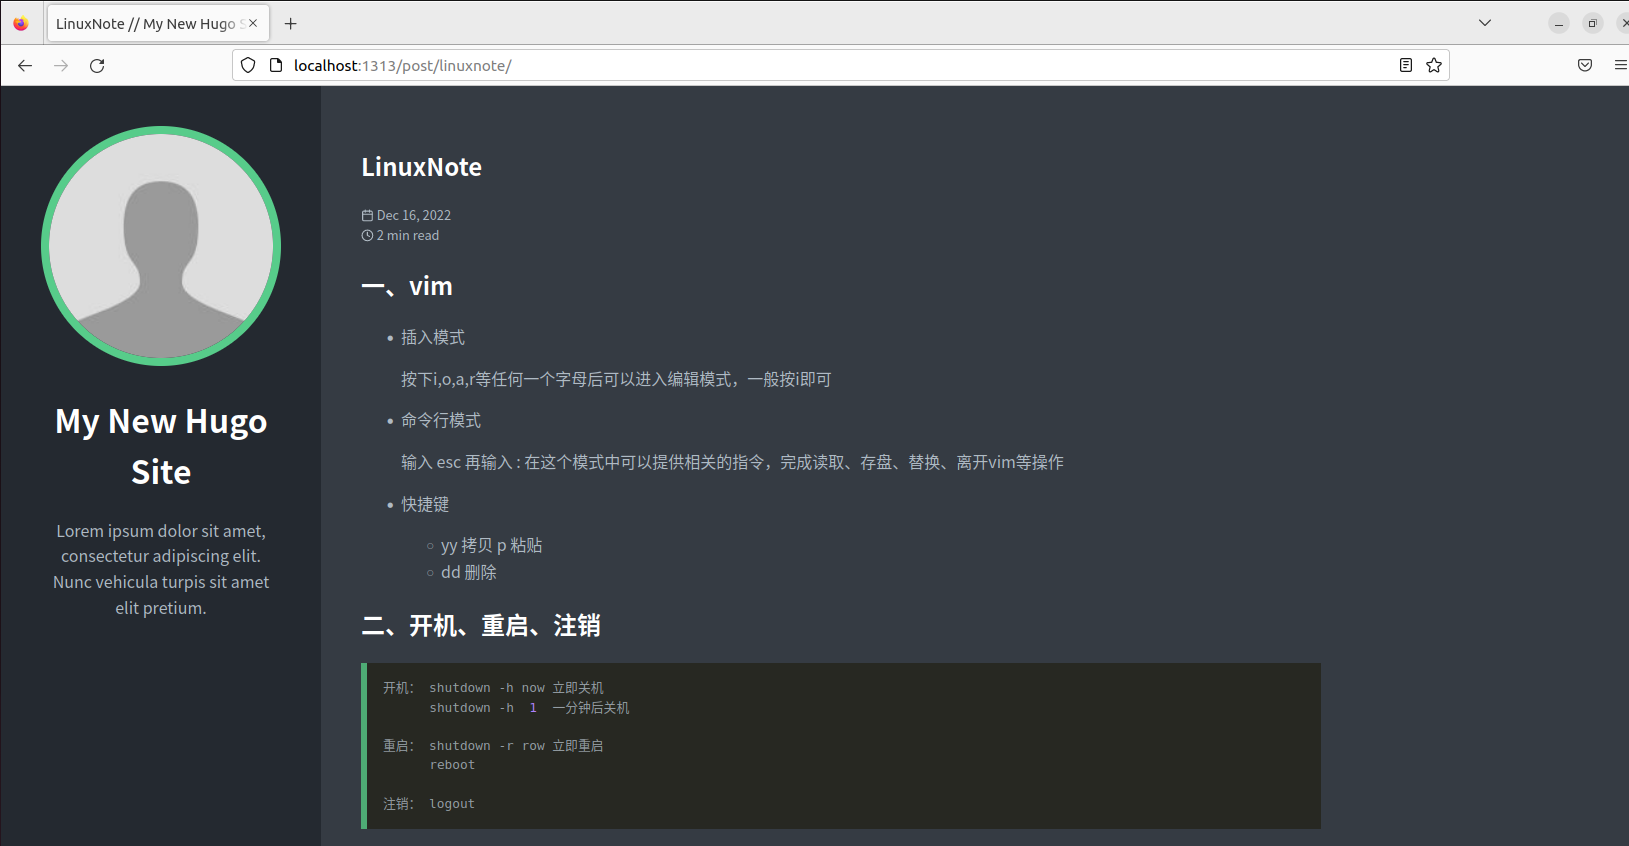 LinuxNote // My New Hugo S
localhost:1313/post/linuxnote/
My New Hugo
Site
Lorem ipsum dolor sit amet,
consectetur adipiscing elit.
Nunc vehicula turpis sit amet
elit pretium.
LinuxNote
Dec 16, 2022
2 min read
一、vim
插入模式
按下i,o,a,r等任何一个字母后可以进入编辑模式，一般按i即可
命令行模式
输入 esc 再输入 : 在这个模式中可以提供相关的指令，完成读取、存盘、替换、离开vim等操作
快捷键
yy 拷贝 p 粘贴
dd 删除
二、开机、重启、注销
开机： shutdown -h now 立即关机
shutdown -h  1  一分钟后关机
重启： shutdown -r row 立即重启
reboot
注销： logout